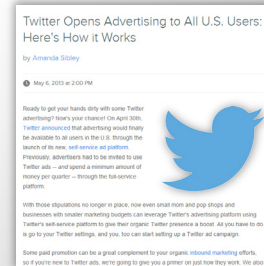 Twitter Opens Advertising to All U.S. Users:
Here's How it Works
by Amanda Sibley
May 6, 2013 at 2:00 PM
Ready to get your hands dirty with some Twitter
advertising? Now's your chance! On April 30th,
Twitter announced that advertising would finally
be available to all users in the U.S. through the
launch of its new, self-service ad platform.
Previously, advertisers had to be invited to use
Twitter ads -- and spend a minimum amount of
money per quarter -- through the full-service
platform.
With those stipulations no longer in place, now even small mom and pop shops and
businesses with smaller marketing budgets can leverage Twitter's advertising platform using
Twitter's self-service platform to give their organic Twitter presence a boost. All you have to do
is go to your Twitter settings, and you, too can start setting up a Twitter ad campaign.
Some paid promotion can be a great complement to your organic inbound marketing efforts,
so if you're new to Twitter ads, we're going to give you a primer on just how they work. We also